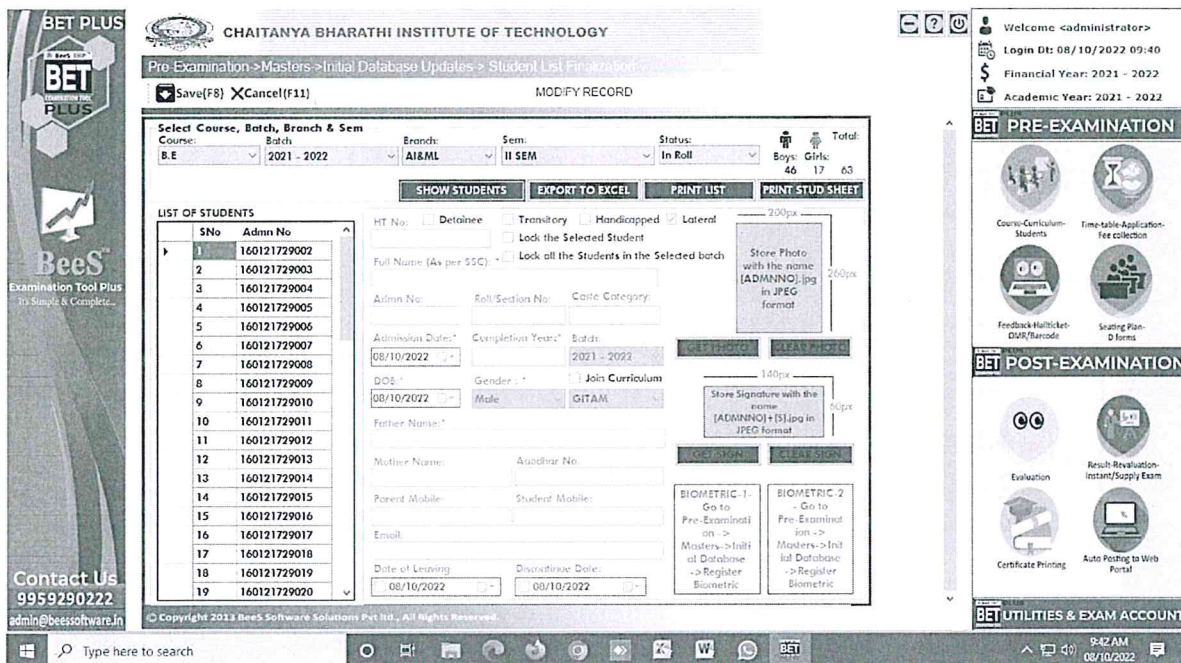 BET PLUS
BeeS ERP
BET
EXAMINATION TOOL
PLUS
BeeS™
Examination Tool Plus
It's Simple & Complete...
Contact Us
9959290222
admin@beessoftware.in
CHAITANYA BHARATHI INSTITUTE OF TECHNOLOGY
Pre-Examination->Masters->Initial Database Updates-> Student List Finalization
Save(F8) Cancel(F11) MODIFY RECORD
Select Course, Batch, Branch & Sem
Course: Batch Branch: Sem: Status: Total:
B.E 2021 - 2022 AI&ML II SEM In Roll Boys: Girls:
46 17 63
SHOW STUDENTS EXPORT TO EXCEL PRINT LIST PRINT STUD SHEET
LIST OF STUDENTS
SNo Admn No
1 160121729002
2 160121729003
3 160121729004
4 160121729005
5 160121729006
6 160121729007
7 160121729008
8 160121729009
9 160121729010
10 160121729011
11 160121729012
12 160121729013
13 160121729014
14 160121729015
15 160121729016
16 160121729017
17 160121729018
18 160121729019
19 160121729020
HT No: Detainee Transitory Handicapped Lateral
Lock the Selected Student
Full Name (As per SSC): * Lock all the Students in the Selected batch
Admn No: Roll/Section No: Caste Category:
Admission Date:* Completion Year:* Batch:
08/10/2022 2021 - 2022
DOB:* Gender : * Join Curriculum
08/10/2022 Male GITAM
Father Name:*
Mother Name: Aaadhar No.
Parent Mobile: Student Mobile:
Email:
Date of Leaving Discontinue Date:
08/10/2022 08/10/2022
200px
Store Photo
with the name
[ADMNNO].jpg
in JPEG
format
260px
GET PHOTO CLEAR PHOTO
140px
Store Signature with the
name
[ADMNNO]+[S].jpg in
JPEG format
60px
GET SIGN CLEAR SIGN
BIOMETRIC-1-
Go to
Pre-Examinati
on ->
Masters->Initi
al Database
->Register
Biometric
BIOMETRIC-2
- Go to
Pre-Examinat
ion ->
Masters->Init
ial Database
->Register
Biometric
© Copyright 2013 BeeS Software Solutions Pvt ltd., All Rights Reserved.
Welcome <administrator>
Login Dt: 08/10/2022 09:40
Financial Year: 2021 - 2022
Academic Year: 2021 - 2022
BET PRE-EXAMINATION
Course-Curriculum-
Students
Time-table-Application-
Fee collection
Feedback-Hallticket-
OMR/Barcode
Seating Plan-
D forms
BET POST-EXAMINATION
Evaluation
Result-Revaluation-
Instant/Supply Exam
Certificate Printing
Auto Posting to Web
Portal
BET UTILITIES & EXAM ACCOUNT
Type here to search
BET
9:42 AM
08/10/2022